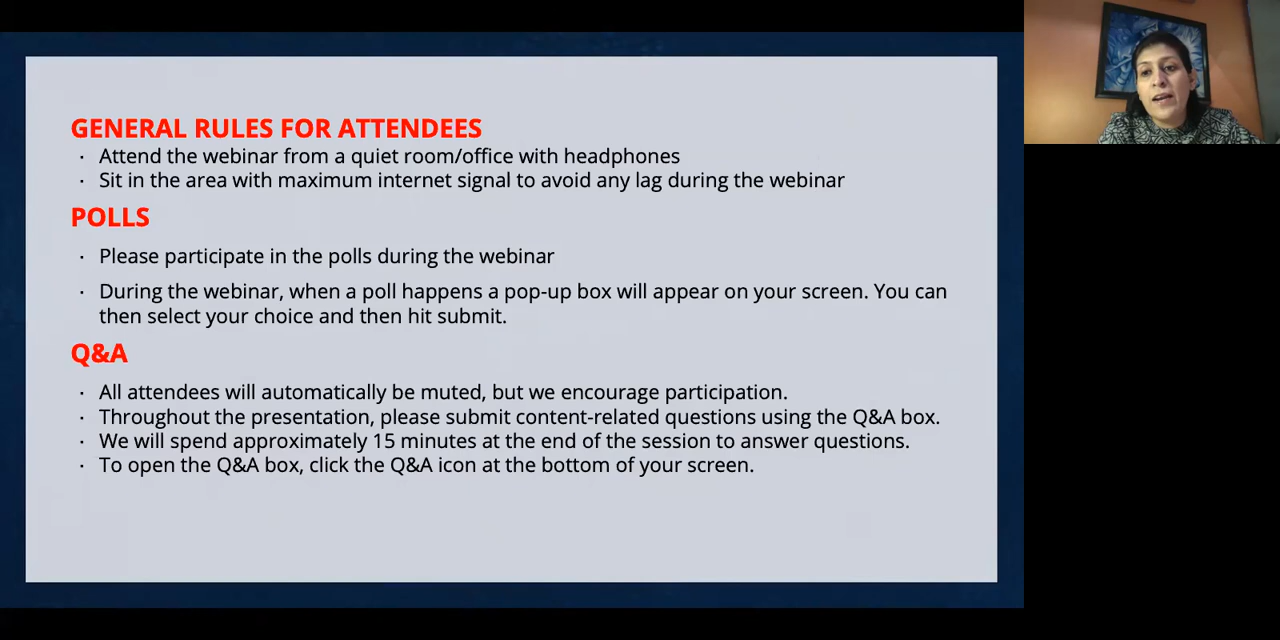 GENERAL RULES FOR ATTENDEES
· Attend the webinar from a quiet room/office with headphones
· Sit in the area with maximum internet signal to avoid any lag during the webinar
POLLS
· Please participate in the polls during the webinar
· During the webinar, when a poll happens a pop-up box will appear on your screen. You can
then select your choice and then hit submit.
Q&A
· All attendees will automatically be muted, but we encourage participation.
· Throughout the presentation, please submit content-related questions using the Q&A box.
· We will spend approximately 15 minutes at the end of the session to answer questions.
· To open the Q&A box, click the Q&A icon at the bottom of your screen.